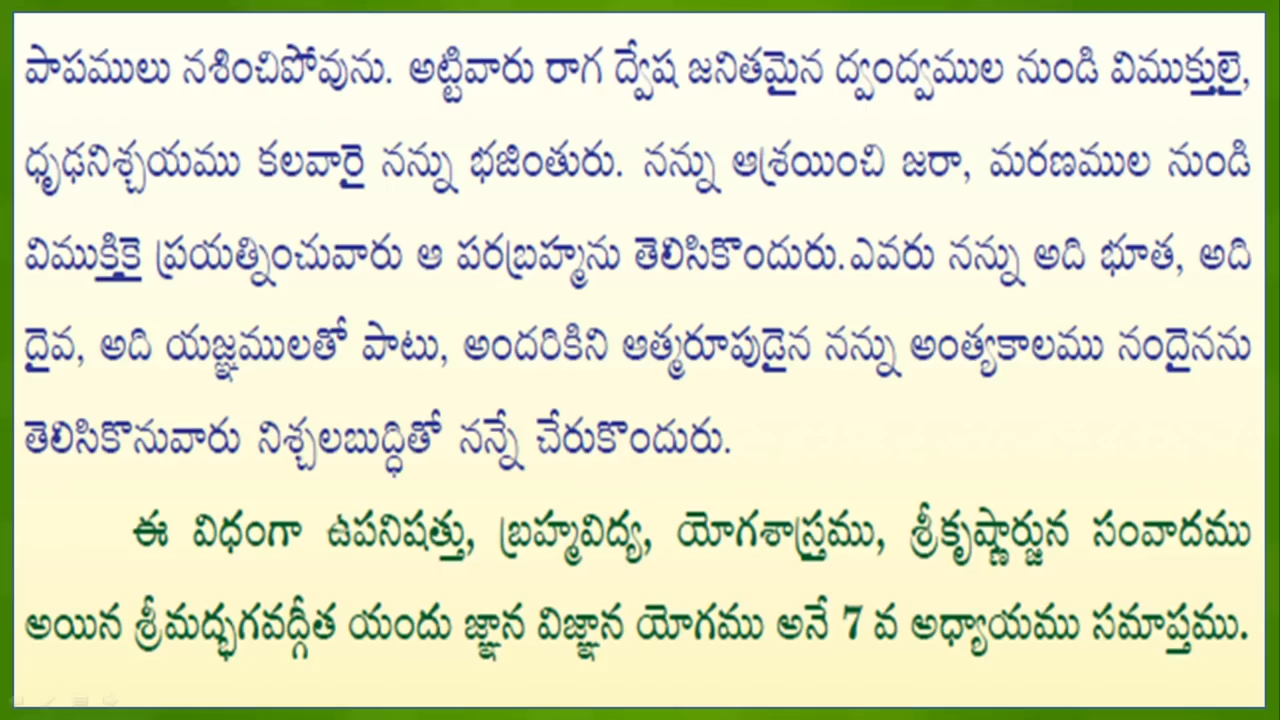 పాపములు నశించిపోవును. అట్టివారు రాగ ద్వేష జనితమైన ద్వంద్వముల నుండి విముక్తులై,
ధృఢనిశ్చయము కలవారై నన్ను భజింతురు. నన్ను ఆశ్రయించి జరా, మరణముల నుండి
విముక్తికై ప్రయత్నించువారు ఆ పరబ్రహ్మను తెలిసికొందురు.ఎవరు నన్ను అది భూత, అది
దైవ, అది యజ్ఞములతో పాటు, అందరికిని ఆత్మరూపుడైన నన్ను అంత్యకాలము నందైనను
తెలిసికొనువారు నిశ్చలబుద్ధితో నన్నే చేరుకొందురు.
ఈ విధంగా ఉపనిషత్తు, బ్రహ్మవిద్య, యోగశాస్త్రము, శ్రీకృష్ణార్జున సంవాదము
అయిన శ్రీమద్భగవద్గీత యందు జ్ఞాన విజ్ఞాన యోగము అనే 7 వ అధ్యాయము సమాప్తము.